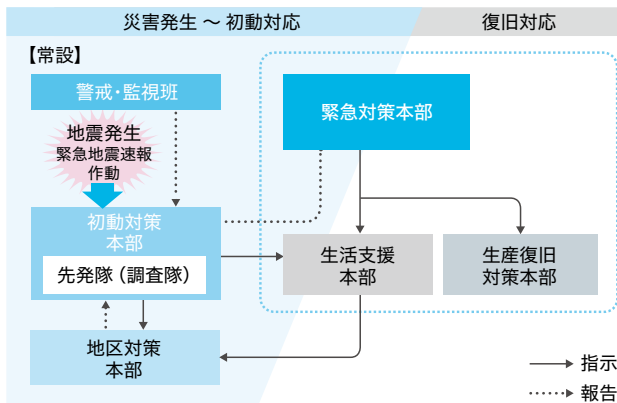 災害発生 ～ 初動対応
復旧対応
【常設】
警戒・監視班
緊急対策本部
地震発生
緊急地震速報
作動
初動対策
本部
先発隊（調査隊）
生活支援
本部
生産復旧
対策本部
地区対策
本部
指示
報告